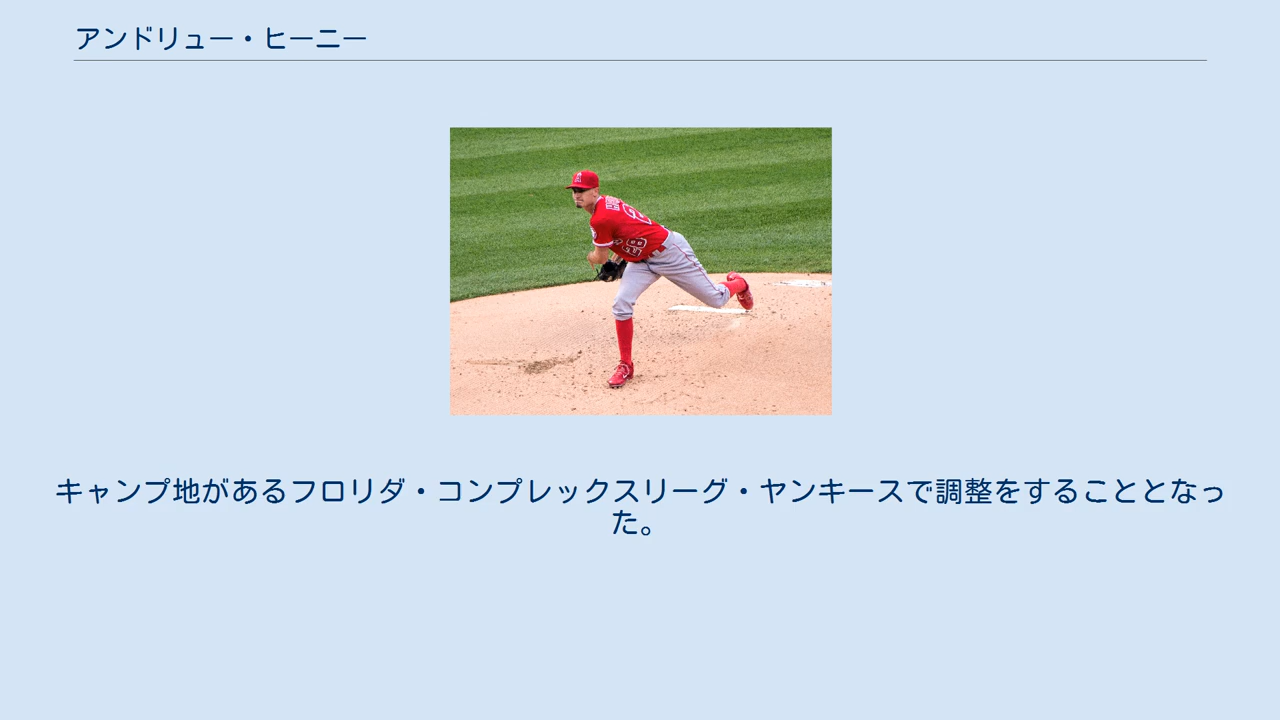 アンドリュー・ヒーニー
28
キャンプ地があるフロリダ・コンプレックスリーグ・ヤンキースで調整をすることとなっ
た。